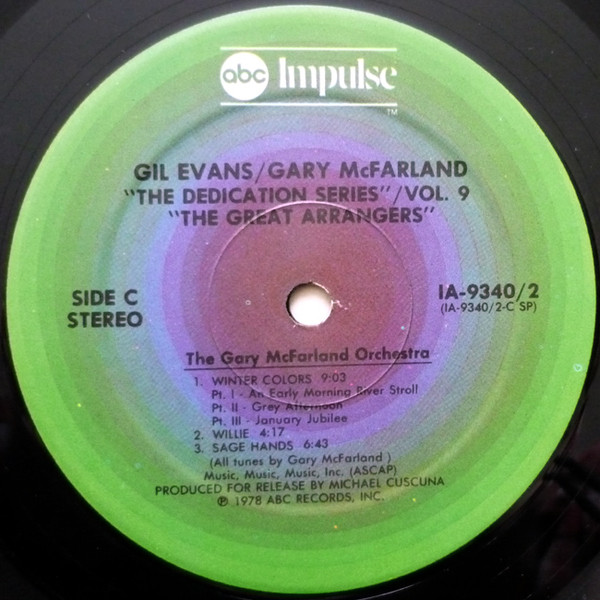 abc Impulse
TM
GIL EVANS/GARY McFARLAND
"THE DEDICATION SERIES"/VOL. 9
"THE GREAT ARRANGERS"
SIDE C
STEREO
IA-9340/2
(IA-9340/2-C SP)
The Gary McFarland Orchestra
1. WINTER COLORS 9:03
Pt. I - An Early Morning River Stroll
Pt. II - Grey Afternoon
Pt. III - January Jubilee
2. WILLIE 4:17
3. SAGE HANDS 6:43
(All tunes by Gary McFarland )
Music, Music, Music, Inc. (ASCAP)
PRODUCED FOR RELEASE BY MICHAEL CUSCUNA
℗ 1978 ABC RECORDS, INC.